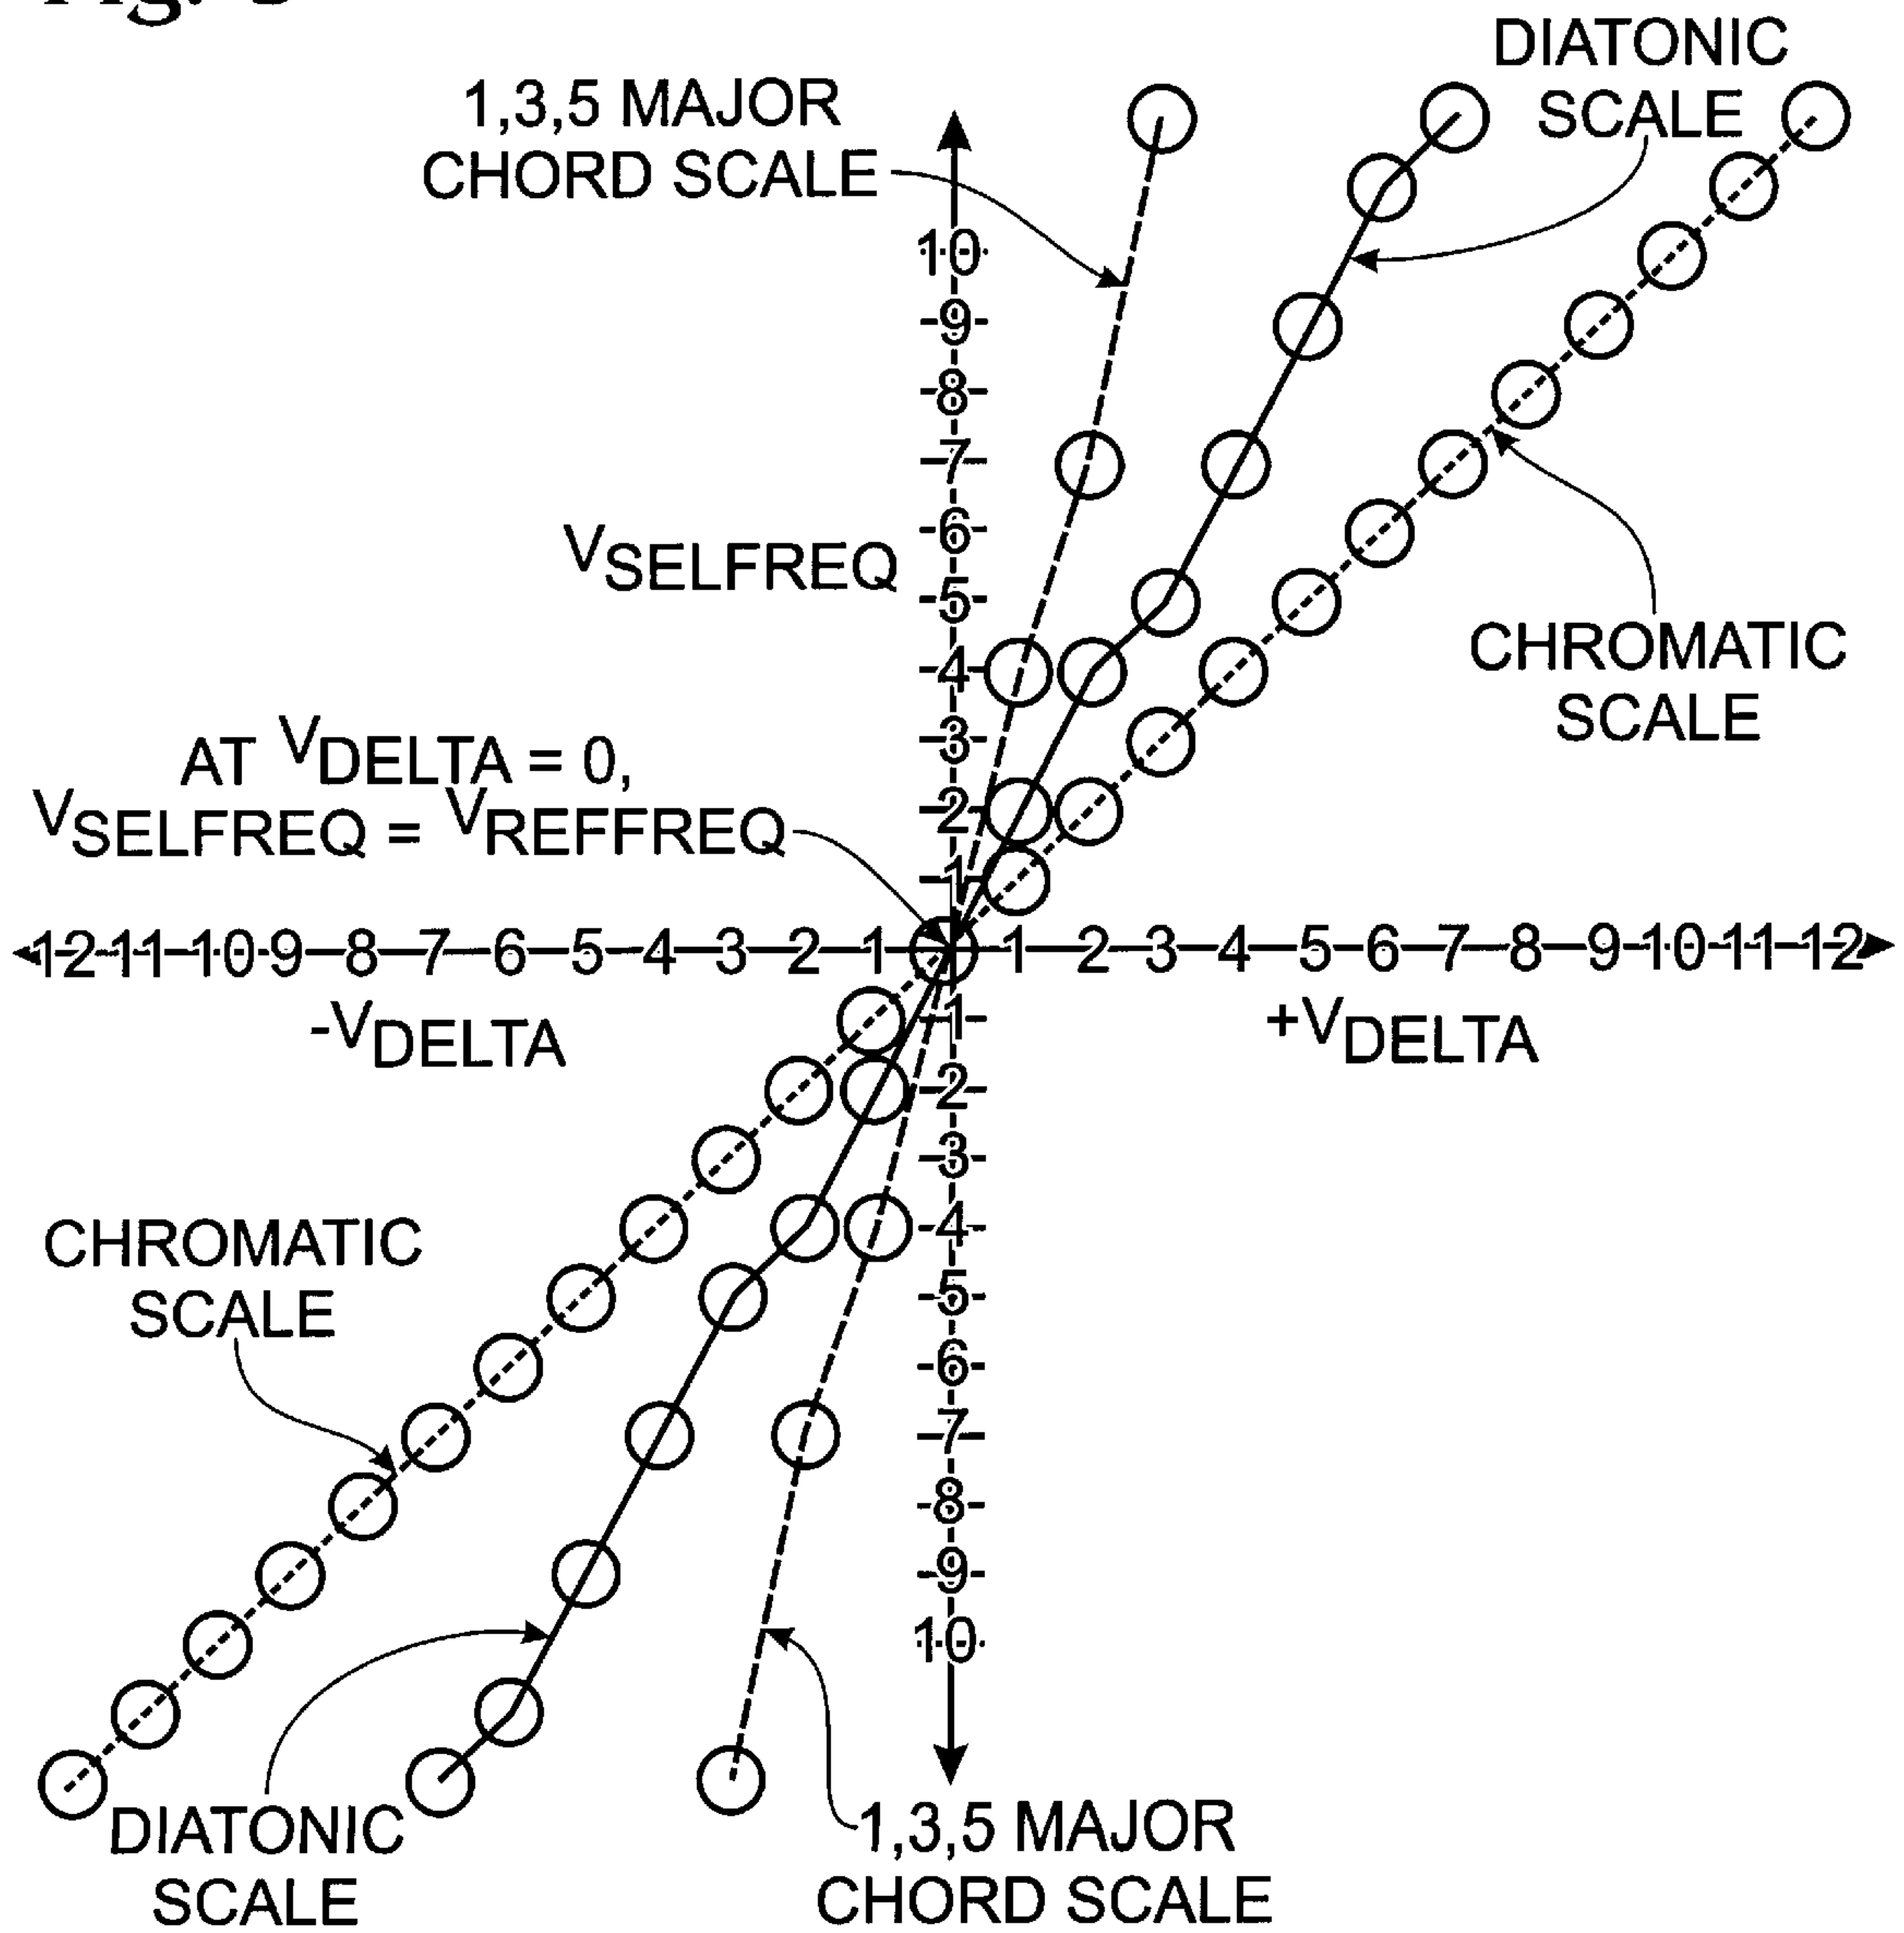 DIATONIC
SCALE
1,3,5 MAJOR
CHORD SCALE
10
9
8
7
VSELFREQ
6
5
4
CHROMATIC
SCALE
3
AT VDELTA = 0,
VSELFREQ = VREFFREQ
2
1
12 11 10 9 8 7 6 5 4 3 2 1 1 2 3 4 5 6 7 8 9 10 11 12
-VDELTA
+VDELTA
1
2
3
4
CHROMATIC
SCALE
5
6
7
8
9
10
DIATONIC
SCALE
1,3,5 MAJOR
CHORD SCALE